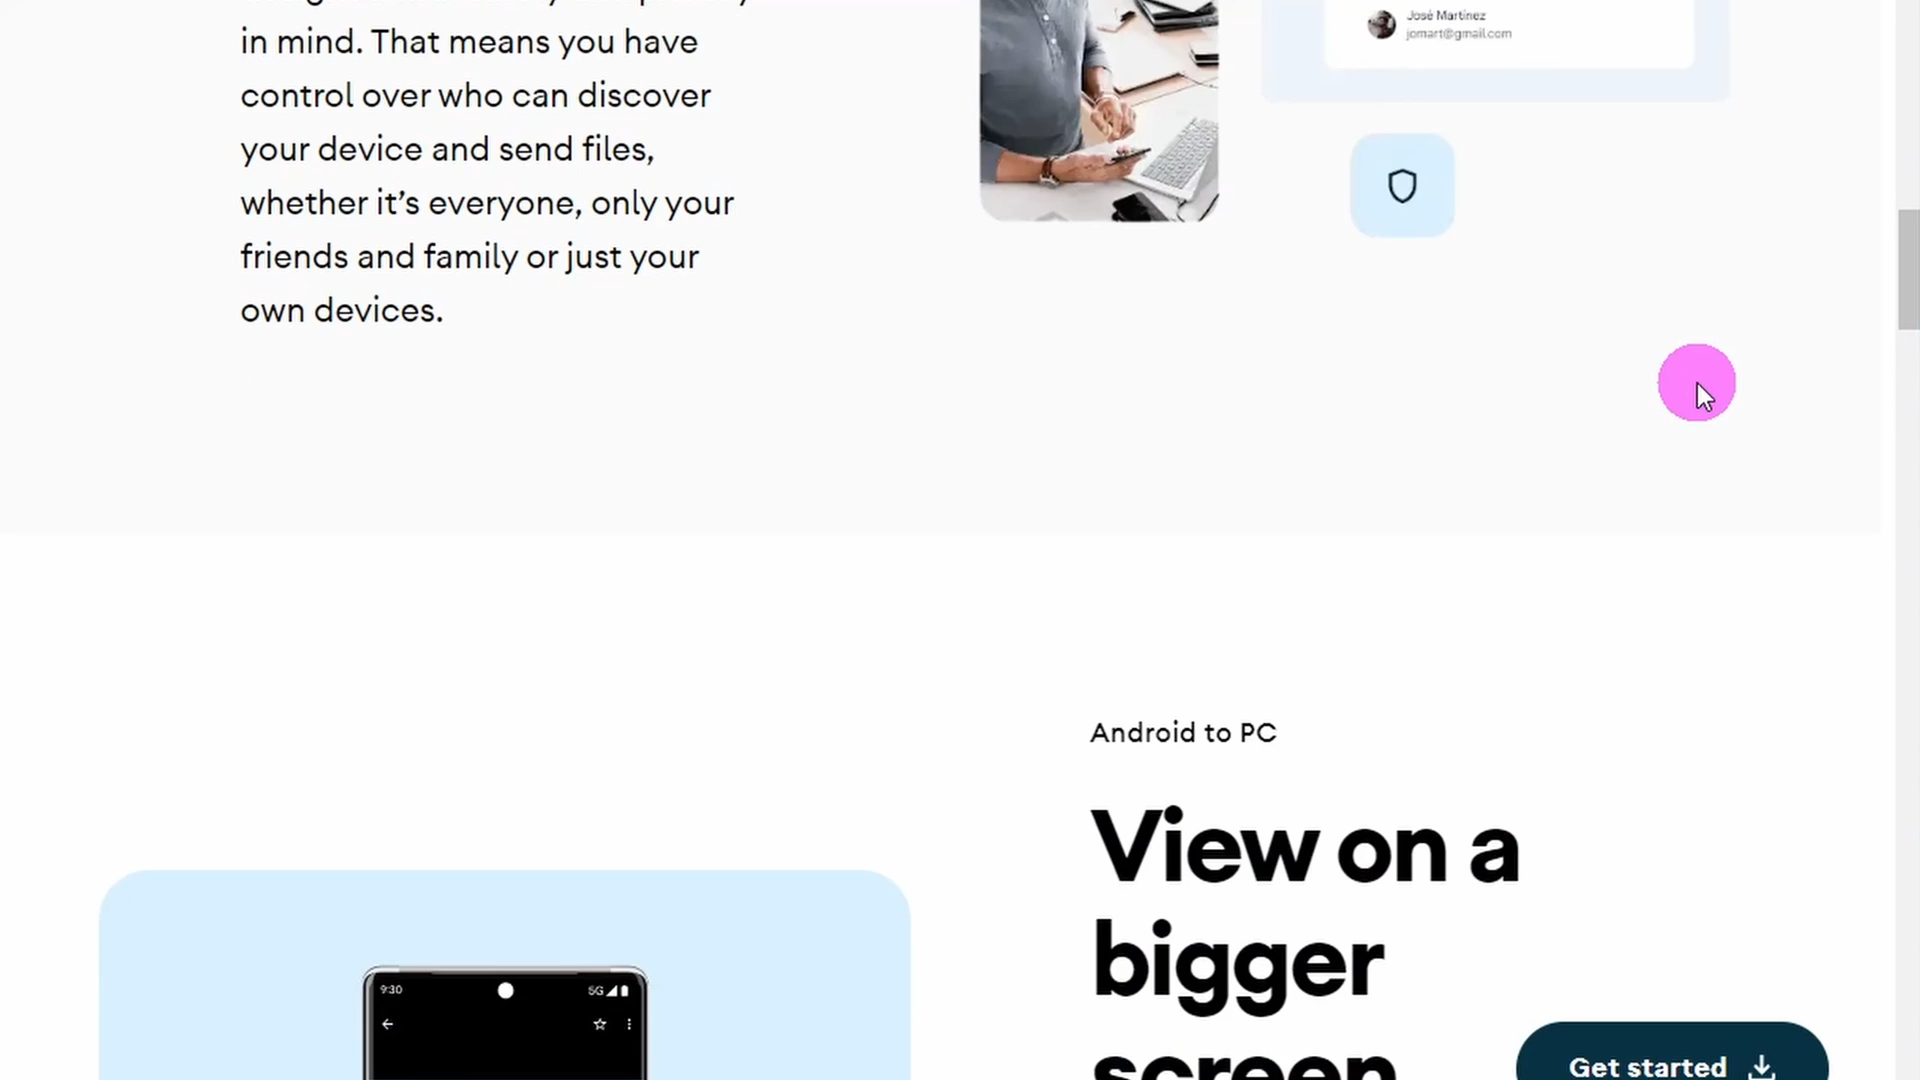 in mind. That means you have
control over who can discover
your device and send files,
whether it’s everyone, only your
friends and family or just your
own devices.
José Martinez
jomart@gmail.com
Android to PC
View on a
bigger
screen
9:30
5G
Get started